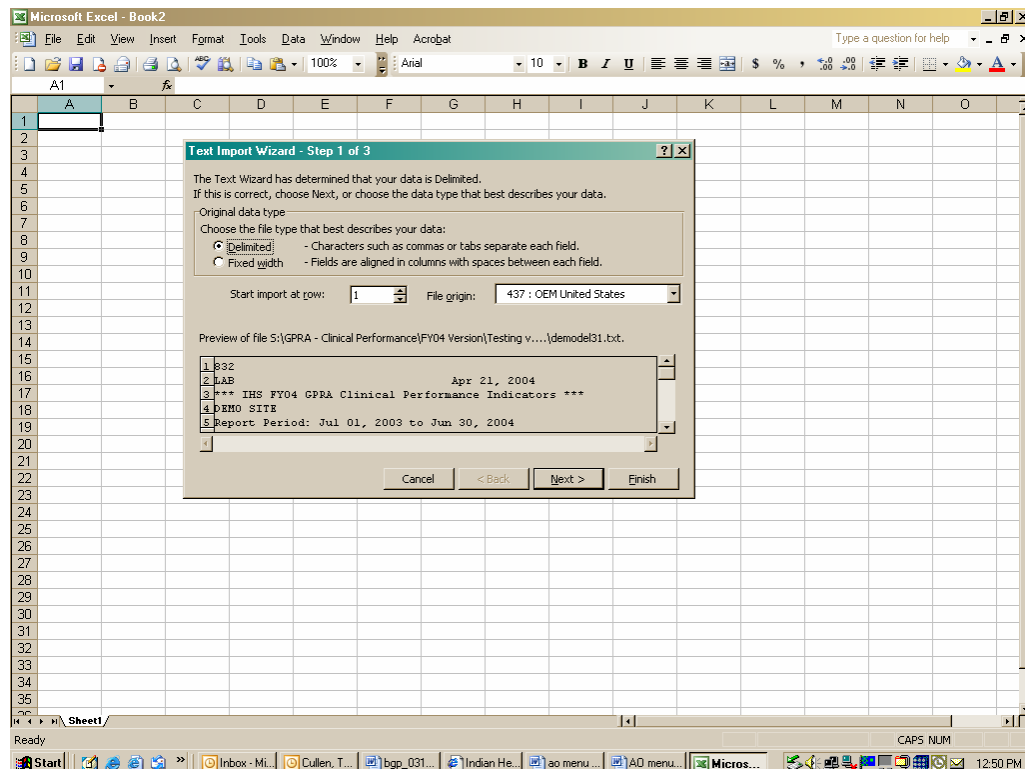 Microsoft Excel - Book2
File Edit View Insert Format Tools Data Window Help Acrobat Type a question for help
100% Arial 10 B I U $ % , .00 .00
A1 fx
A B C D E F G H I J K L M N O
1
2
3
4
5
6
7
8
9
10
11
12
13
14
15
16
17
18
19
20
21
22
23
24
25
26
27
28
29
30
31
32
33
34
35
Text Import Wizard - Step 1 of 3
The Text Wizard has determined that your data is Delimited.
If this is correct, choose Next, or choose the data type that best describes your data.
Original data type
Choose the file type that best describes your data:
Delimited - Characters such as commas or tabs separate each field.
Fixed width - Fields are aligned in columns with spaces between each field.
Start import at row: 1 File origin: 437 : OEM United States
Preview of file S:\GPRA - Clinical Performance\FY04 Version\Testing v....\demodel31.txt.
1 832
2 LAB Apr 21, 2004
3 *** IHS FY04 GPRA Clinical Performance Indicators ***
4 DEMO SITE
5 Report Period: Jul 01, 2003 to Jun 30, 2004
Cancel < Back Next > Finish
Sheet1
Ready CAPS NUM
Start » Inbox - Mi... Cullen, T... bgp_031... Indian He... ao menu ... AO menu... Micros... 12:50 PM